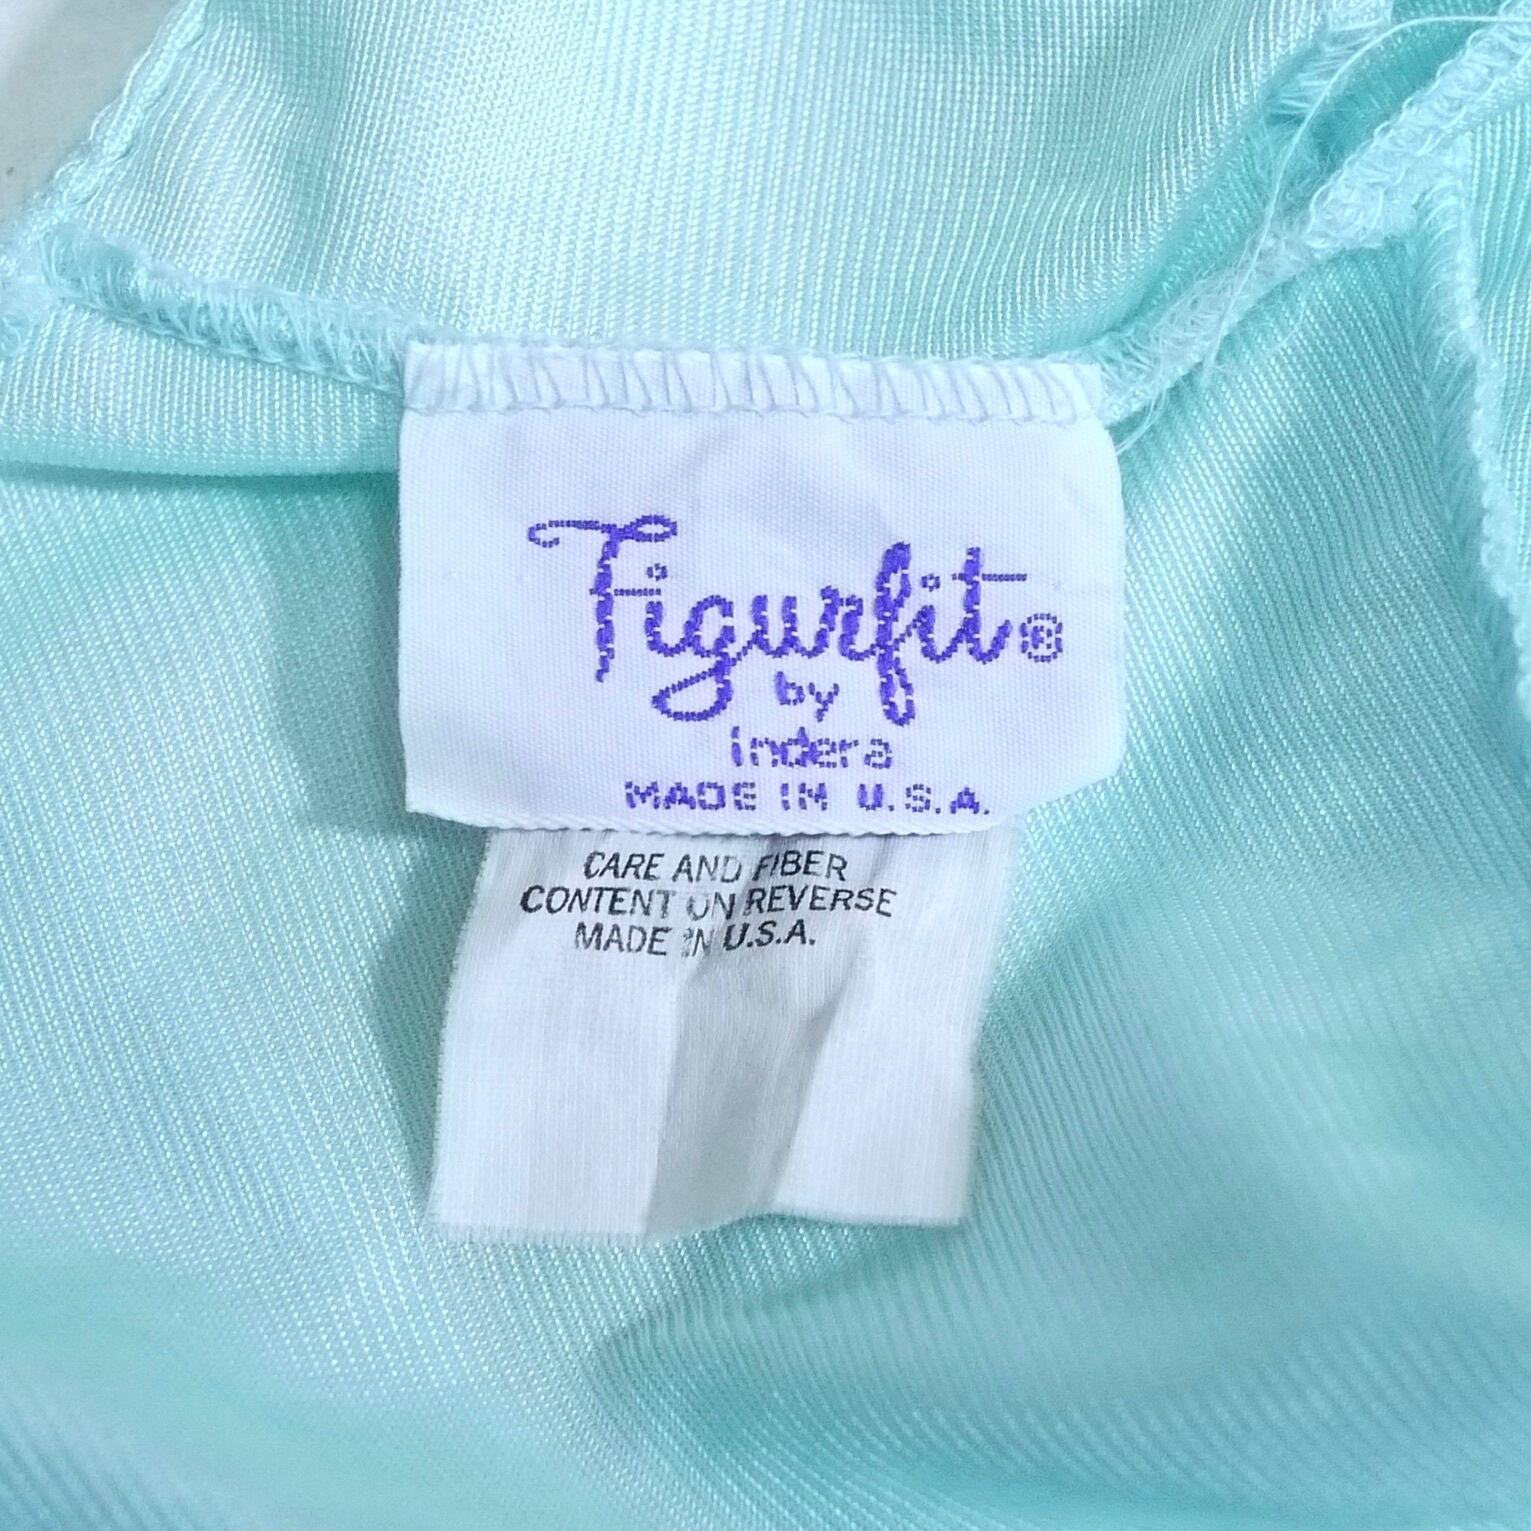 Figurfit®
by
indera
MADE IN U.S.A.
CARE AND FIBER
CONTENT ON REVERSE
MADE IN U.S.A.